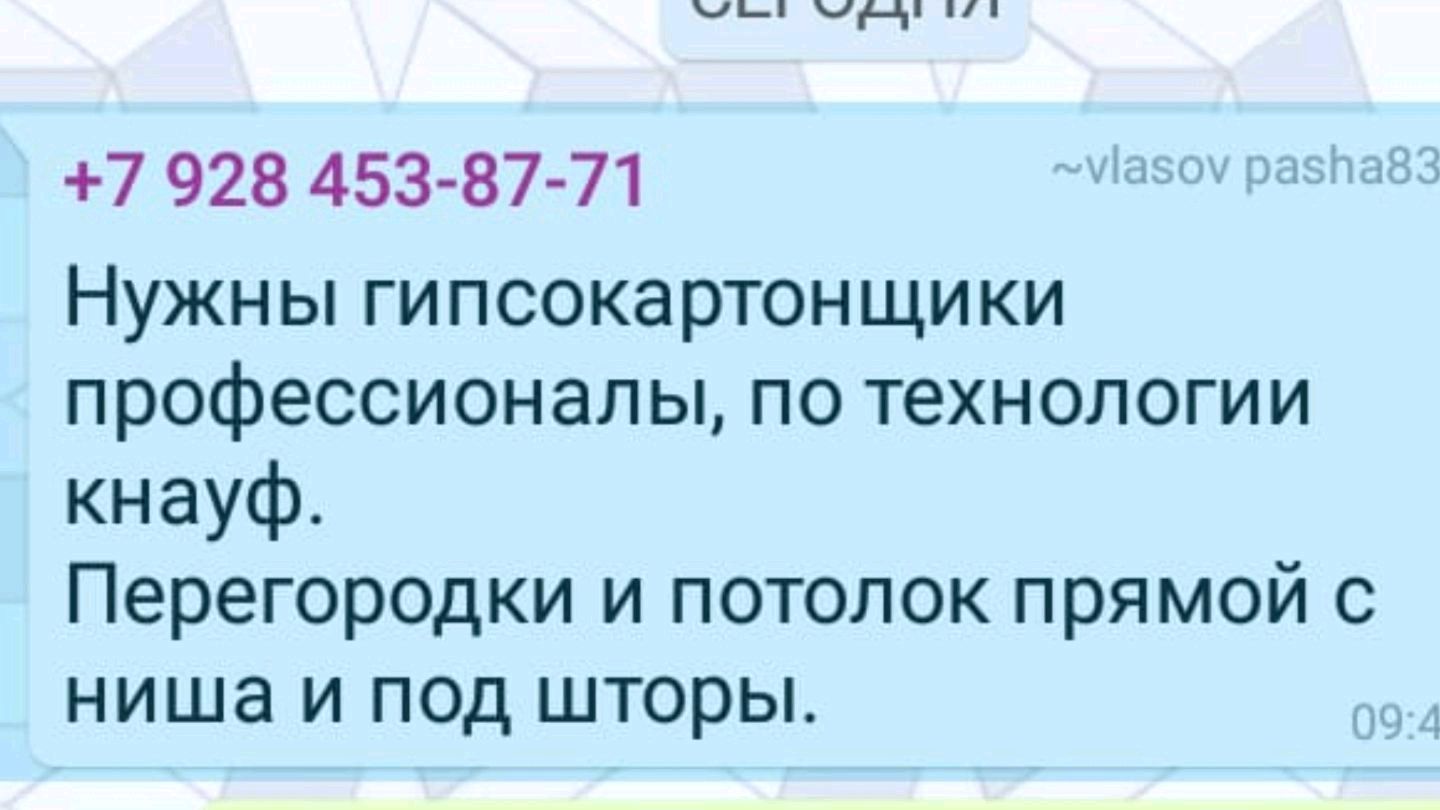 СЕГОДНЯ
+7 928 453-87-71 ~vlasov pasha83
Нужны гипсокартонщики
профессионалы, по технологии
кнауф.
Перегородки и потолок прямой с
ниша и под шторы.
09:4